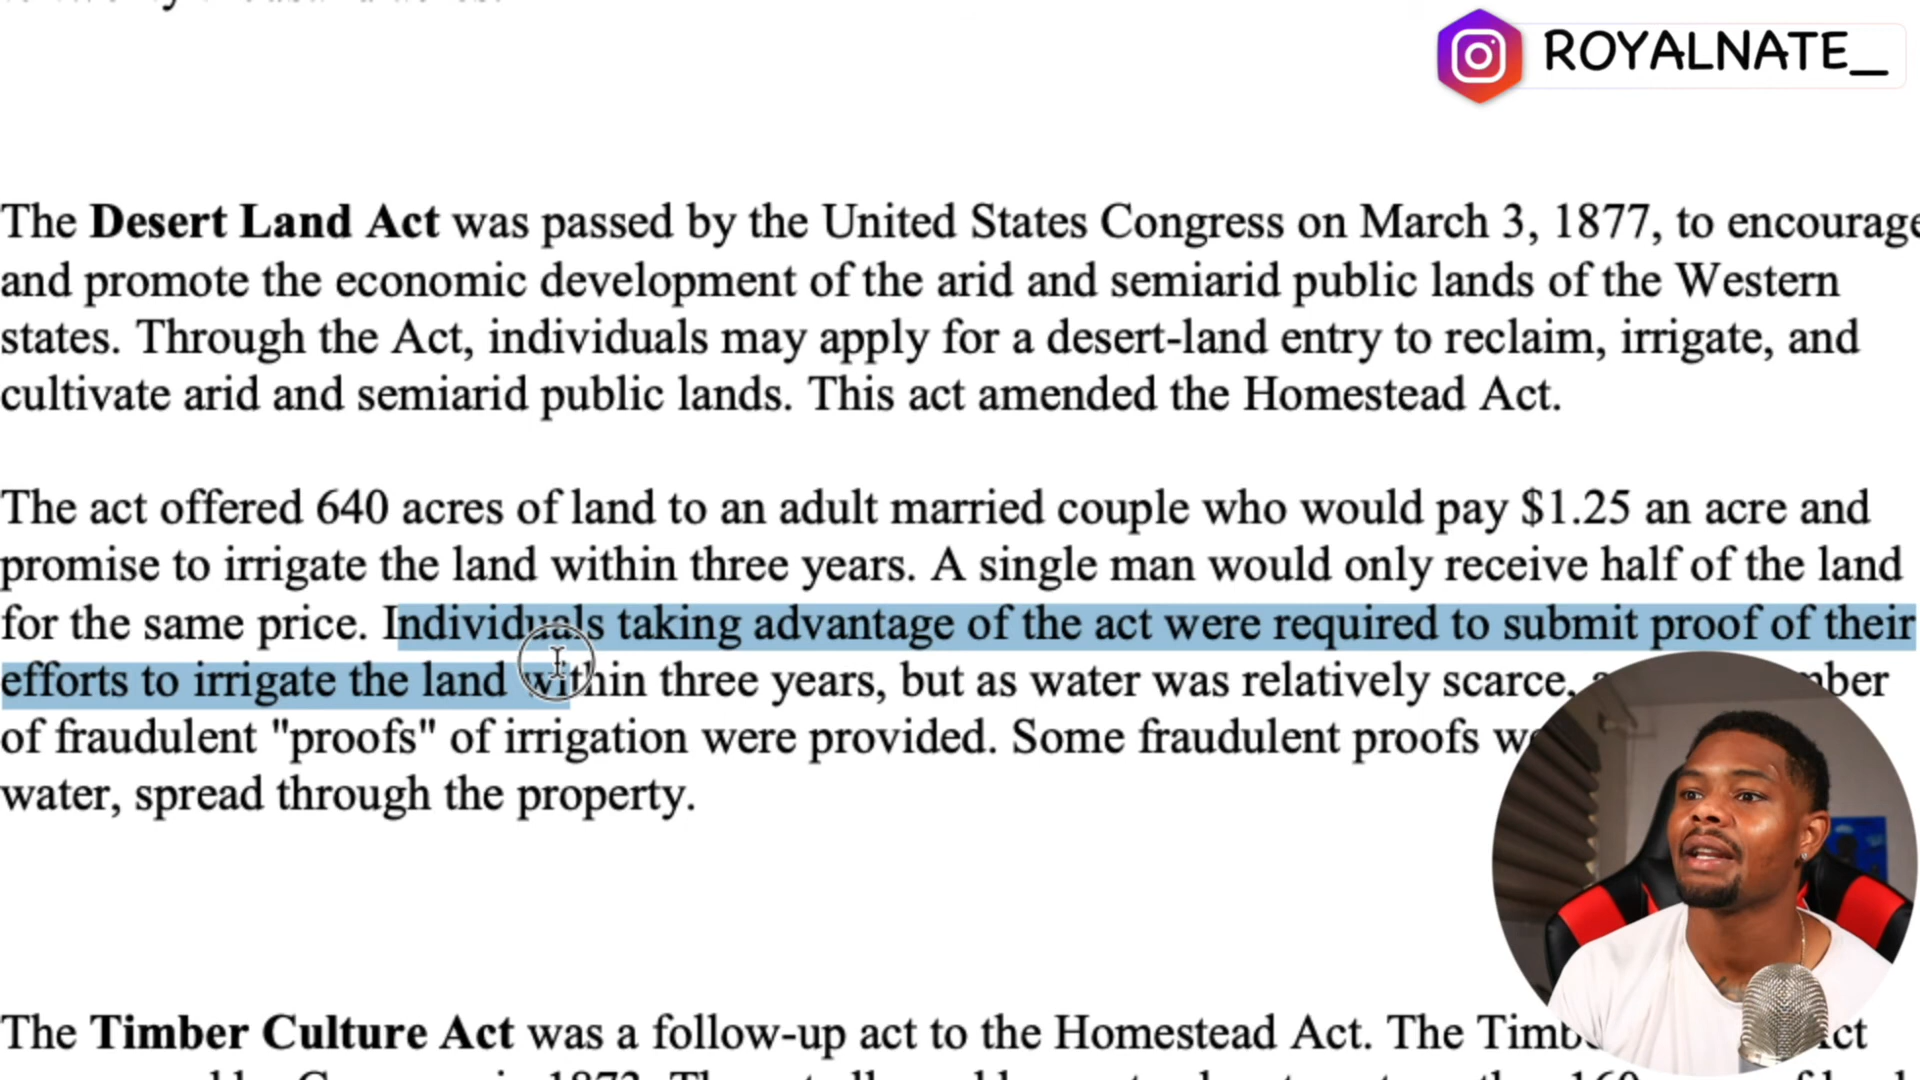 ROYALNATE_
The Desert Land Act was passed by the United States Congress on March 3, 1877, to encourage
and promote the economic development of the arid and semiarid public lands of the Western
states. Through the Act, individuals may apply for a desert-land entry to reclaim, irrigate, and
cultivate arid and semiarid public lands. This act amended the Homestead Act.
The act offered 640 acres of land to an adult married couple who would pay $1.25 an acre and
promise to irrigate the land within three years. A single man would only receive half of the land
for the same price. Individuals taking advantage of the act were required to submit proof of their
efforts to irrigate the land within three years, but as water was relatively scarce,
of fraudulent "proofs" of irrigation were provided. Some fraudulent proofs
water, spread through the property.
The Timber Culture Act was a follow-up act to the Homestead Act. The